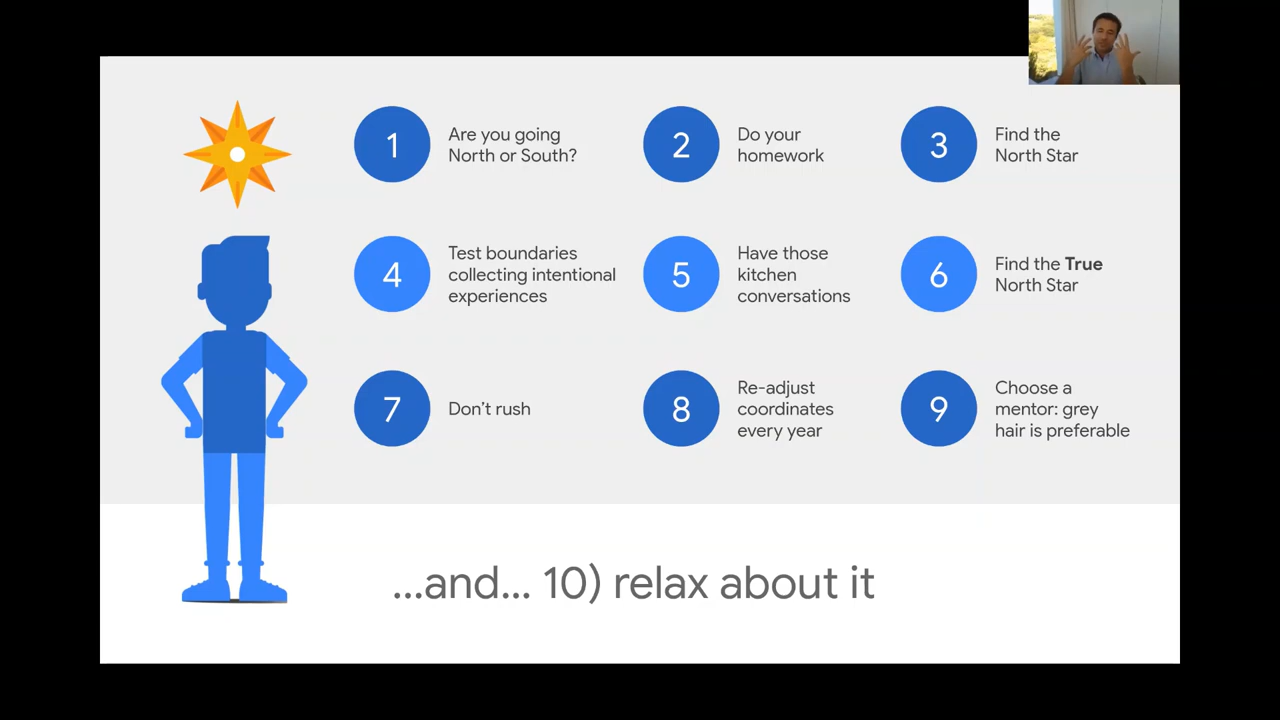 1
Are you going
North or South?
2
Do your
homework
3
Find the
North Star
4
Test boundaries
collecting intentional
experiences
5
Have those
kitchen
conversations
6
Find the True
North Star
7
Don’t rush
8
Re-adjust
coordinates
every year
9
Choose a
mentor: grey
hair is preferable
...and... 10) relax about it